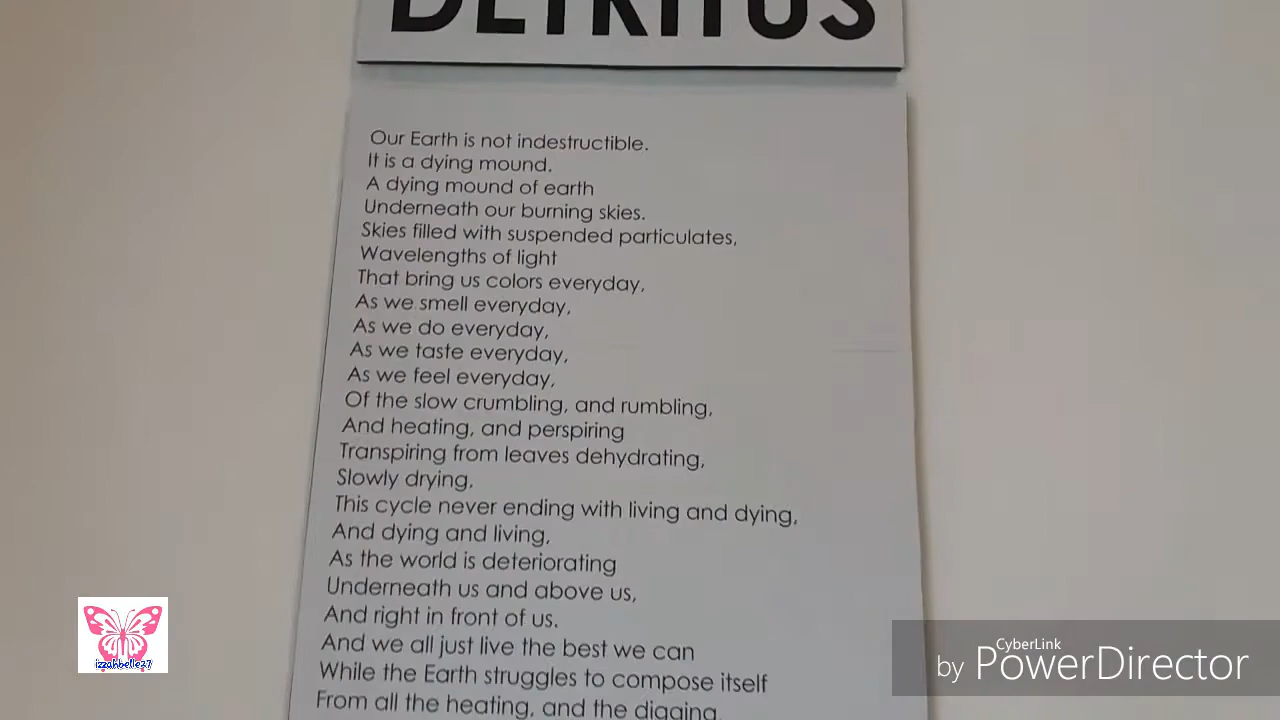 DETRITUS
Our Earth is not indestructible.
It is a dying mound.
A dying mound of earth
Underneath our burning skies.
Skies filled with suspended particulates,
Wavelengths of light
That bring us colors everyday,
As we smell everyday,
As we do everyday,
As we taste everyday,
As we feel everyday,
Of the slow crumbling, and rumbling,
And heating, and perspiring
Transpiring from leaves dehydrating,
Slowly drying.
This cycle never ending with living and dying,
And dying and living,
As the world is deteriorating
Underneath us and above us,
And right in front of us.
And we all just live the best we can
While the Earth struggles to compose itself
From all the heating, and the digging,
izzahbelle77
by CyberLink PowerDirector